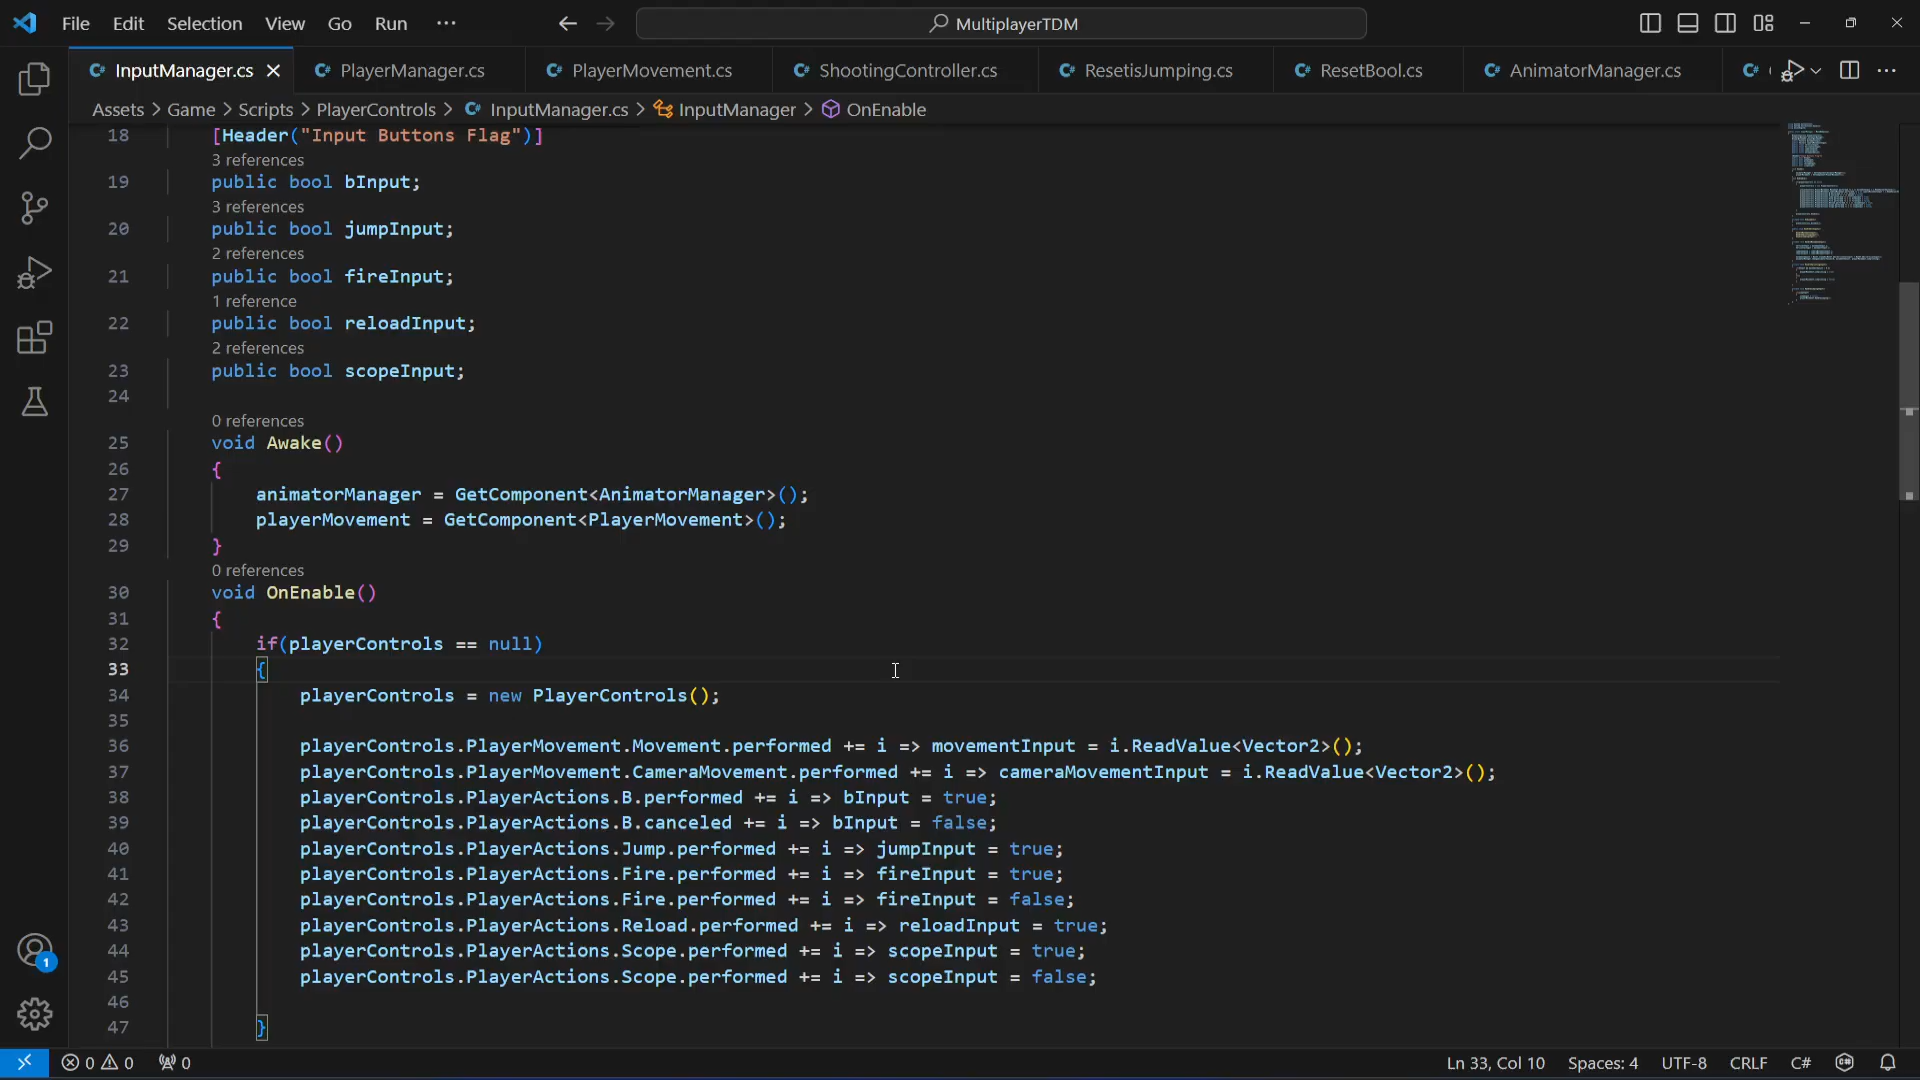 File Edit Selection View Go Run ···
MultiplayerTDM
InputManager.cs PlayerManager.cs PlayerMovement.cs ShootingController.cs ResetisJumping.cs ResetBool.cs AnimatorManager.cs
Assets > Game > Scripts > PlayerControls > InputManager.cs > InputManager > OnEnable
18 [Header("Input Buttons Flag")]
3 references
19 public bool bInput;
3 references
20 public bool jumpInput;
2 references
21 public bool fireInput;
1 reference
22 public bool reloadInput;
2 references
23 public bool scopeInput;
24
0 references
25 void Awake()
26 {
27 animatorManager = GetComponent<AnimatorManager>();
28 playerMovement = GetComponent<PlayerMovement>();
29 }
0 references
30 void OnEnable()
31 {
32 if(playerControls == null)
33 {
34 playerControls = new PlayerControls();
35
36 playerControls.PlayerMovement.Movement.performed += i => movementInput = i.ReadValue<Vector2>();
37 playerControls.PlayerMovement.CameraMovement.performed += i => cameraMovementInput = i.ReadValue<Vector2>();
38 playerControls.PlayerActions.B.performed += i => bInput = true;
39 playerControls.PlayerActions.B.canceled += i => bInput = false;
40 playerControls.PlayerActions.Jump.performed += i => jumpInput = true;
41 playerControls.PlayerActions.Fire.performed += i => fireInput = true;
42 playerControls.PlayerActions.Fire.performed += i => fireInput = false;
43 playerControls.PlayerActions.Reload.performed += i => reloadInput = true;
44 playerControls.PlayerActions.Scope.performed += i => scopeInput = true;
45 playerControls.PlayerActions.Scope.performed += i => scopeInput = false;
46
47 }
1
0 0 0 Ln 33, Col 10 Spaces: 4 UTF-8 CRLF C#